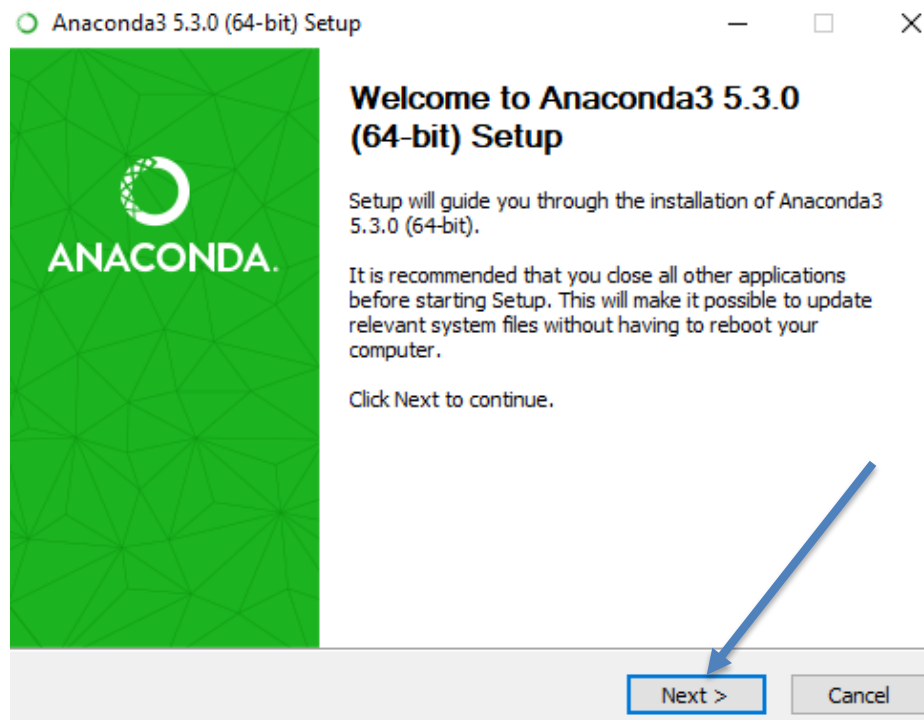 Anaconda3 5.3.0 (64-bit) Setup
ANACONDA.
Welcome to Anaconda3 5.3.0
(64-bit) Setup
Setup will guide you through the installation of Anaconda3
5.3.0 (64-bit).
It is recommended that you close all other applications
before starting Setup. This will make it possible to update
relevant system files without having to reboot your
computer.
Click Next to continue.
Next >
Cancel